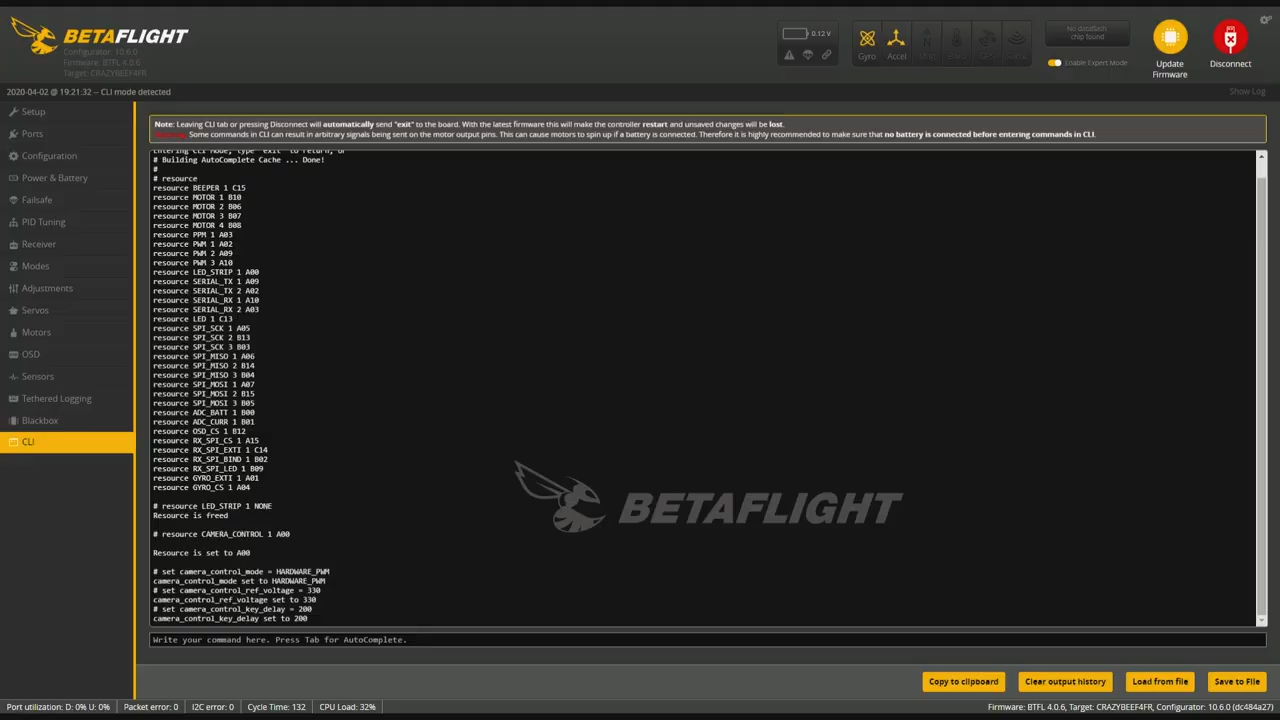 BETAFLIGHT
Configurator: 10.6.0
Firmware: BTFL 4.0.6
Target: CRAZYBEEF4FR
0.12 V
Gyro
Accel
No dataflash
chip found
Enable Expert Mode
Update
Firmware
Disconnect
2020-04-02 @ 19:21:32 -- CLI mode detected
Show Log
Setup
Ports
Configuration
Power & Battery
Failsafe
PID Tuning
Receiver
Modes
Adjustments
Servos
Motors
OSD
Sensors
Tethered Logging
Blackbox
CLI
Note: Leaving CLI tab or pressing Disconnect will automatically send "exit" to the board. With the latest firmware this will make the controller restart and unsaved changes will be lost.
Some commands in CLI can result in arbitrary signals being sent on the motor output pins. This can cause motors to spin up if a battery is connected. Therefore it is highly recommended to make sure that no battery is connected before entering commands in CLI.
Entering CLI Mode, type 'exit' to return, or
# Building AutoComplete Cache ... Done!
#
# resource
resource BEEPER 1 C15
resource MOTOR 1 B10
resource MOTOR 2 B06
resource MOTOR 3 B07
resource MOTOR 4 B08
resource PPM 1 A03
resource PWM 1 A02
resource PWM 2 A09
resource PWM 3 A10
resource LED_STRIP 1 A00
resource SERIAL_TX 1 A09
resource SERIAL_TX 2 A02
resource SERIAL_RX 1 A10
resource SERIAL_RX 2 A03
resource LED 1 C13
resource SPI_SCK 1 A05
resource SPI_SCK 2 B13
resource SPI_SCK 3 B03
resource SPI_MISO 1 A06
resource SPI_MISO 2 B14
resource SPI_MISO 3 B04
resource SPI_MOSI 1 A07
resource SPI_MOSI 2 B15
resource SPI_MOSI 3 B05
resource ADC_BATT 1 B00
resource ADC_CURR 1 B01
resource OSD_CS 1 B12
resource RX_SPI_CS 1 A15
resource RX_SPI_EXTI 1 C14
resource RX_SPI_BIND 1 B02
resource RX_SPI_LED 1 B09
resource GYRO_EXTI 1 A01
resource GYRO_CS 1 A04
# resource LED_STRIP 1 NONE
Resource is freed
# resource CAMERA_CONTROL 1 A00
Resource is set to A00
# set camera_control_mode = HARDWARE_PWM
camera_control_mode set to HARDWARE_PWM
# set camera_control_ref_voltage = 330
camera_control_ref_voltage set to 330
# set camera_control_key_delay = 200
camera_control_key_delay set to 200
BETAFLIGHT
Write your command here. Press Tab for AutoComplete.
Copy to clipboard
Clear output history
Load from file
Save to File
Port utilization: D: 0% U: 0%
Packet error: 0
I2C error: 0
Cycle Time: 132
CPU Load: 32%
Firmware: BTFL 4.0.6, Target: CRAZYBEEF4FR, Configurator: 10.6.0 (dc484a27)